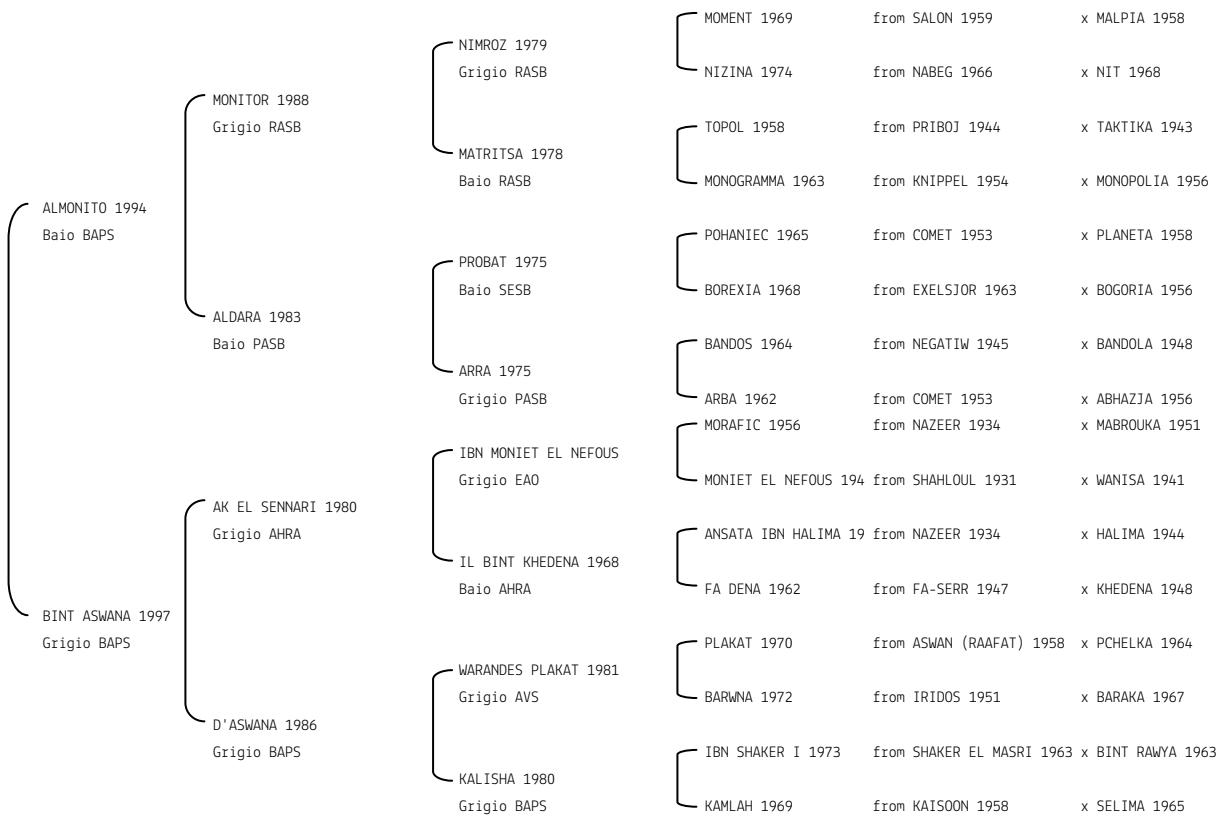 MOMENT 1969 from SALON 1959 x MALPIA 1958
NIMROZ 1979
Grigio RASB
NIZINA 1974 from NABEG 1966 x NIT 1968
MONITOR 1988
Grigio RASB
TOPOL 1958 from PRIBOJ 1944 x TAKTIKA 1943
MATRITSA 1978
Baio RASB
MONOGRAMMA 1963 from KNIPPEL 1954 x MONOPOLIA 1956
ALMONITO 1994
Baio BAPS
POHANIEC 1965 from COMET 1953 x PLANETA 1958
PROBAT 1975
Baio SESB
BOREXIA 1968 from EXELSJOR 1963 x BOGORIA 1956
ALDARA 1983
Baio PASB
BANDOS 1964 from NEGATIW 1945 x BANDOLA 1948
ARRA 1975
Grigio PASB
ARBA 1962 from COMET 1953 x ABHAZJA 1956
MORAFIC 1956 from NAZEER 1934 x MABROUKA 1951
IBN MONIET EL NEFOUS
Grigio EAO
MONIET EL NEFOUS 194 from SHAHLOUL 1931 x WANISA 1941
AK EL SENNARI 1980
Grigio AHRA
ANSATA IBN HALIMA 19 from NAZEER 1934 x HALIMA 1944
IL BINT KHEDENA 1968
Baio AHRA
FA DENA 1962 from FA-SERR 1947 x KHEDENA 1948
BINT ASWANA 1997
Grigio BAPS
PLAKAT 1970 from ASWAN (RAAFAT) 1958 x PCHELKA 1964
WARANDES PLAKAT 1981
Grigio AVS
BARWNA 1972 from IRIDOS 1951 x BARAKA 1967
D'ASWANA 1986
Grigio BAPS
IBN SHAKER I 1973 from SHAKER EL MASRI 1963 x BINT RAWYA 1963
KALISHA 1980
Grigio BAPS
KAMLAH 1969 from KAISOON 1958 x SELIMA 1965